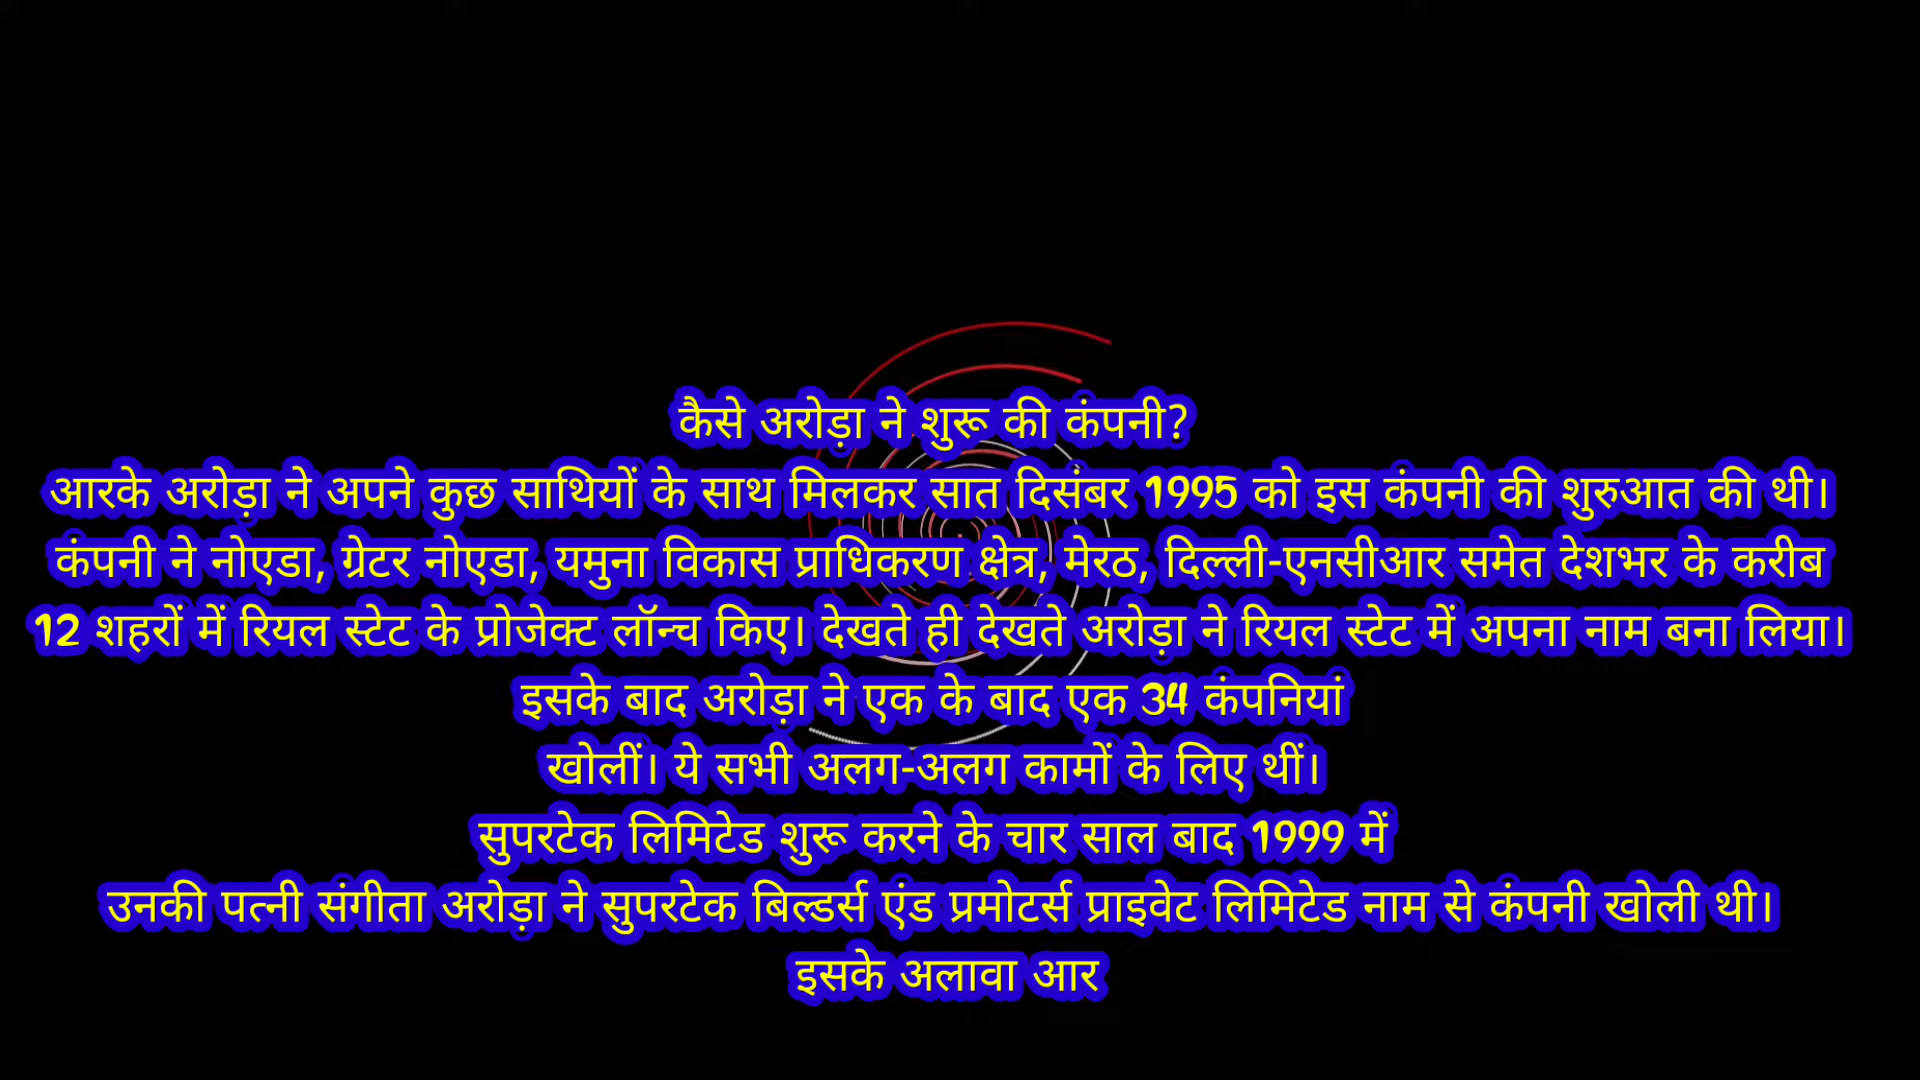 कैसे अरोड़ा ने शुरू की कंपनी?
आरके अरोड़ा ने अपने कुछ साथियों के साथ मिलकर सात दिसंबर 1995 को इस कंपनी की शुरुआत की थी।
कंपनी ने नोएडा, ग्रेटर नोएडा, यमुना विकास प्राधिकरण क्षेत्र, मेरठ, दिल्ली-एनसीआर समेत देशभर के करीब
12 शहरों में रियल स्टेट के प्रोजेक्ट लॉन्च किए। देखते ही देखते अरोड़ा ने रियल स्टेट में अपना नाम बना लिया।
इसके बाद अरोड़ा ने एक के बाद एक 34 कंपनियां
खोलीं। ये सभी अलग-अलग कामों के लिए थीं।
सुपरटेक लिमिटेड शुरू करने के चार साल बाद 1999 में
उनकी पत्नी संगीता अरोड़ा ने सुपरटेक बिल्डर्स एंड प्रमोटर्स प्राइवेट लिमिटेड नाम से कंपनी खोली थी।
इसके अलावा आर